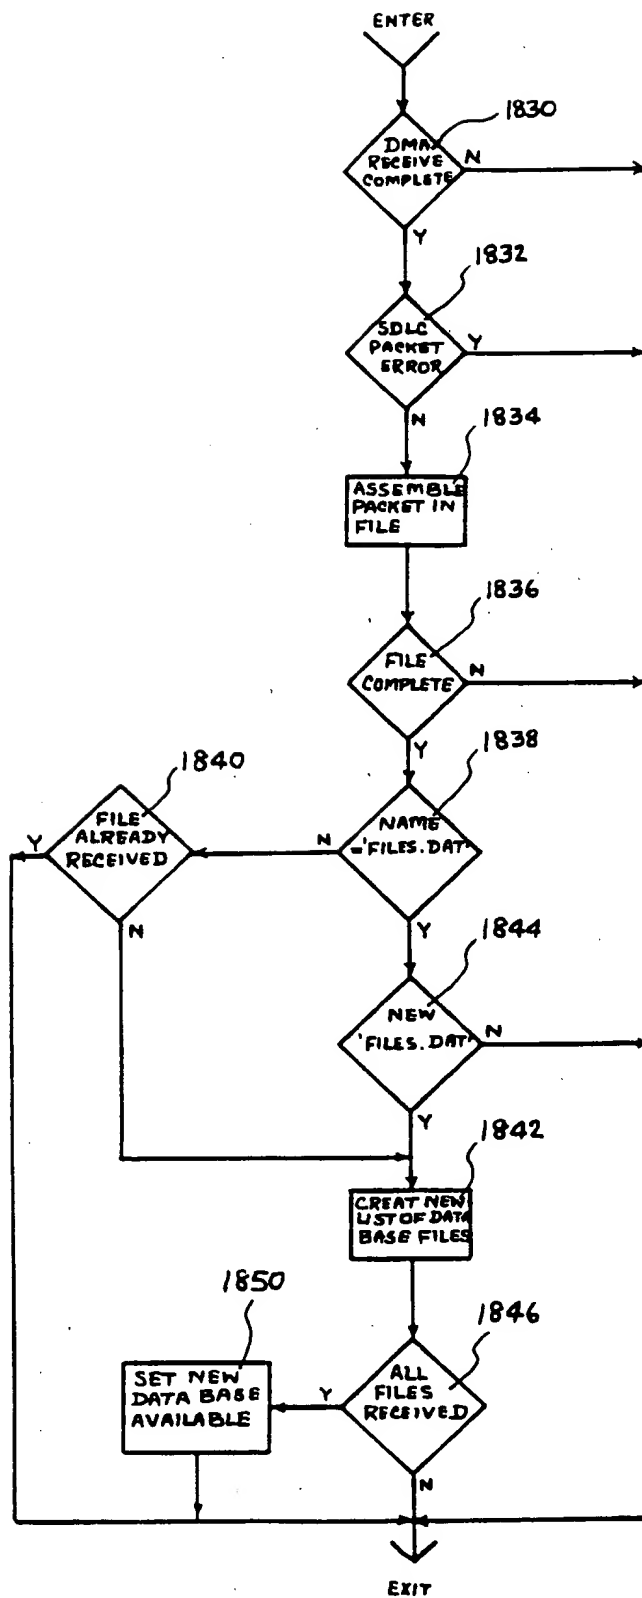 ENTER
1830
DMA
RECEIVE
COMPLETE
N
Y
1832
SDLC
PACKET
ERROR
Y
N
1834
ASSEMBLE
PACKET IN
FILE
1836
FILE
COMPLETE
N
Y
1838
NAME
='FILES.DAT'
N
Y
1840
FILE
ALREADY
RECEIVED
Y
N
1844
NEW
'FILES.DAT'
N
Y
1842
CREAT NEW
LIST OF DATA
BASE FILES
1846
ALL
FILES
RECEIVED
Y
N
1850
SET NEW
DATA BASE
AVAILABLE
EXIT